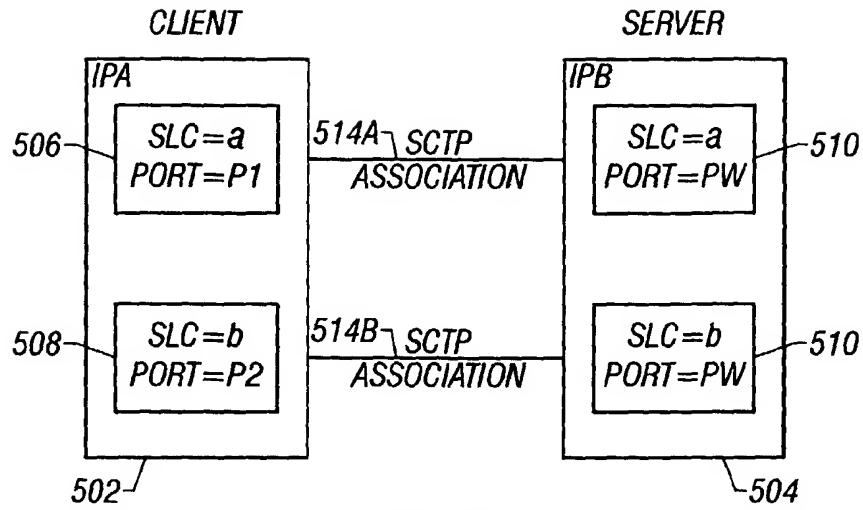 CLIENT
SERVER
IPA
IPB
506
SLC=a
PORT=P1
514A
SCTP
ASSOCIATION
SLC=a
PORT=PW
510
508
SLC=b
PORT=P2
514B
SCTP
ASSOCIATION
SLC=b
PORT=PW
510
502
504